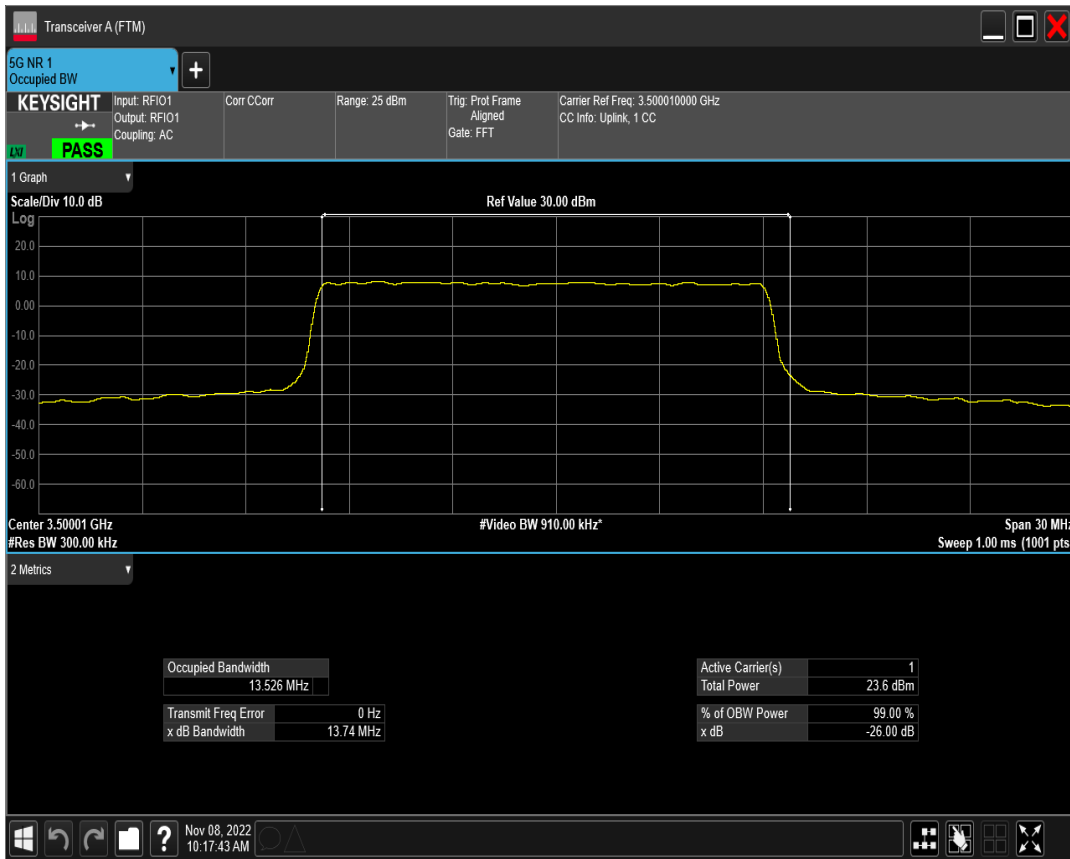 Transceiver A (FTM)
5G NR 1
Occupied BW
+
KEYSIGHT
LXI
PASS
Input: RFIO1
Output: RFIO1
Coupling: AC
Corr CCorr
Range: 25 dBm
Trig: Prot Frame
Aligned
Gate: FFT
Carrier Ref Freq: 3.500010000 GHz
CC Info: Uplink, 1 CC
1 Graph
Scale/Div 10.0 dB
Ref Value 30.00 dBm
Log
20.0
10.0
0.00
-10.0
-20.0
-30.0
-40.0
-50.0
-60.0
Center 3.50001 GHz
#Video BW 910.00 kHz*
Span 30 MHz
#Res BW 300.00 kHz
Sweep 1.00 ms (1001 pts
2 Metrics
Occupied Bandwidth
13.526 MHz
Transmit Freq Error 0 Hz
x dB Bandwidth 13.74 MHz
Active Carrier(s) 1
Total Power 23.6 dBm
% of OBW Power 99.00 %
x dB -26.00 dB
?
Nov 08, 2022
10:17:43 AM